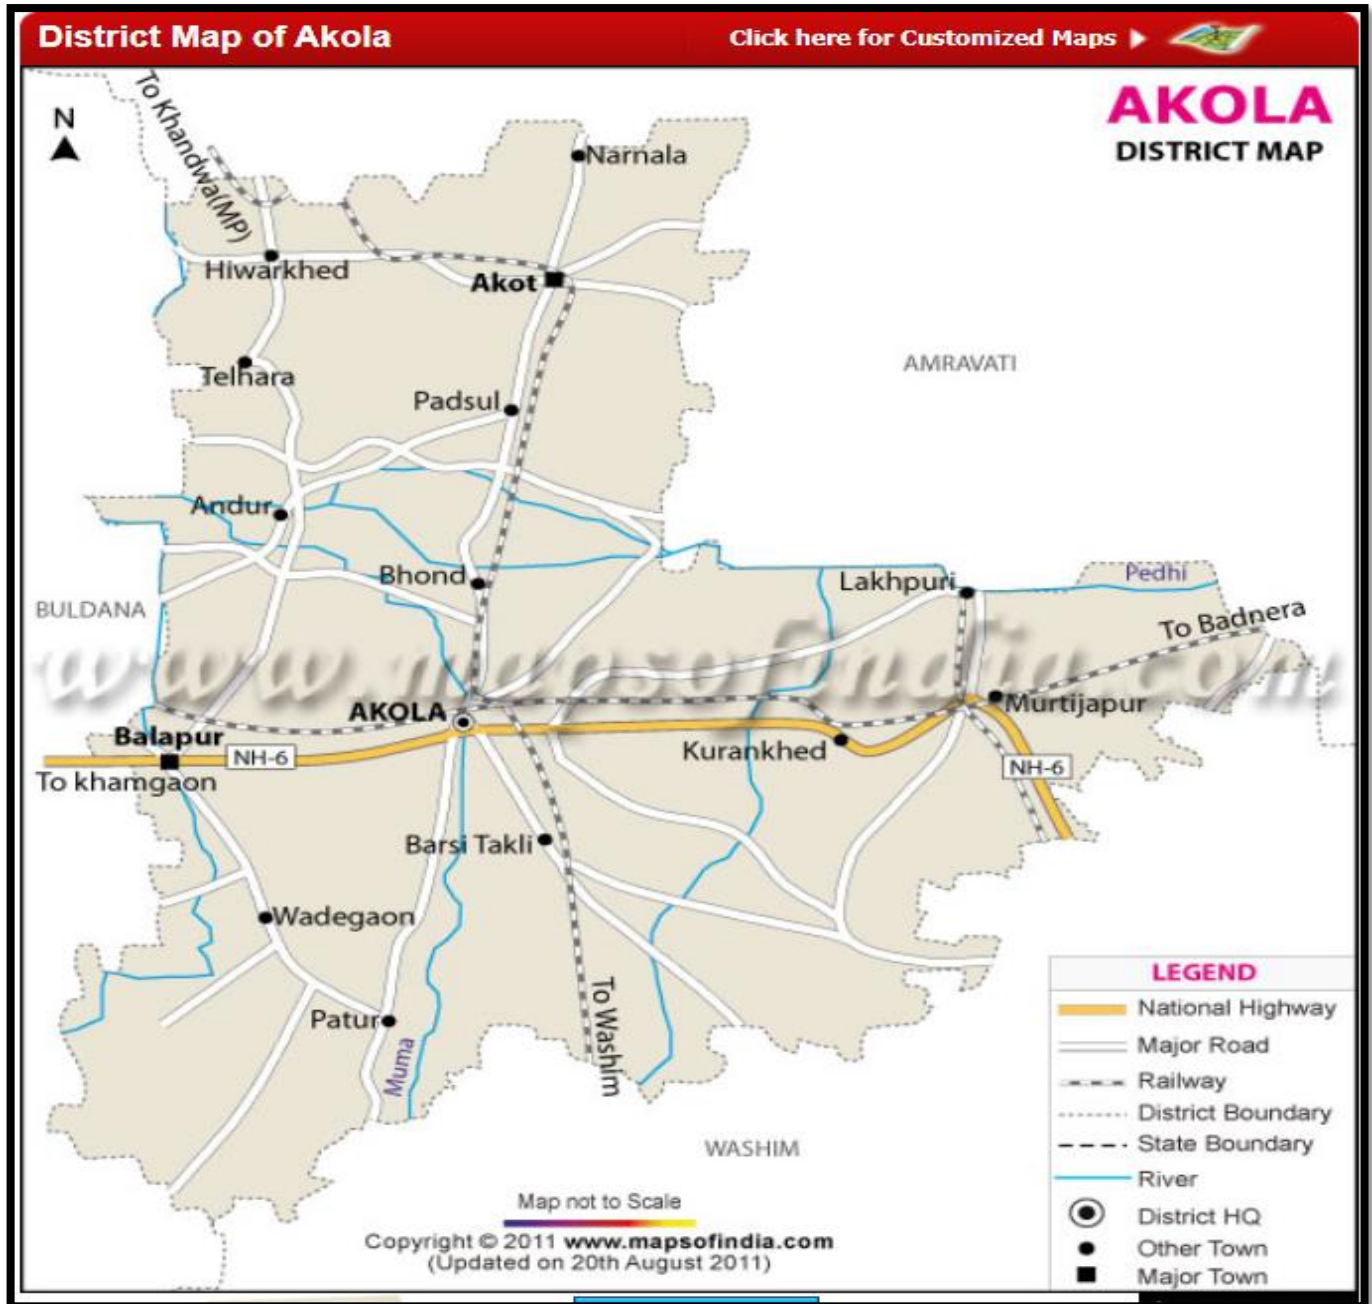 District Map of Akola
Click here for Customized Maps
AKOLA
DISTRICT MAP
N
To Khandwa(MP)
Narnala
Hiwarkhed
Akot
AMRAVATI
Telhara
Padsul
Andur
Bhond
Lakhpuri
Pedhi
BULDANA
To Badnera
www.mapsofindia.com
AKOLA
Murtijapur
Balapur
NH-6
Kurankhed
NH-6
To khamgaon
Barsi Takli
Wadegaon
Patur
Muma
To Washim
WASHIM
LEGEND
National Highway
Major Road
Railway
District Boundary
State Boundary
River
District HQ
Other Town
Major Town
Map not to Scale
Copyright © 2011 www.mapsofindia.com
(Updated on 20th August 2011)